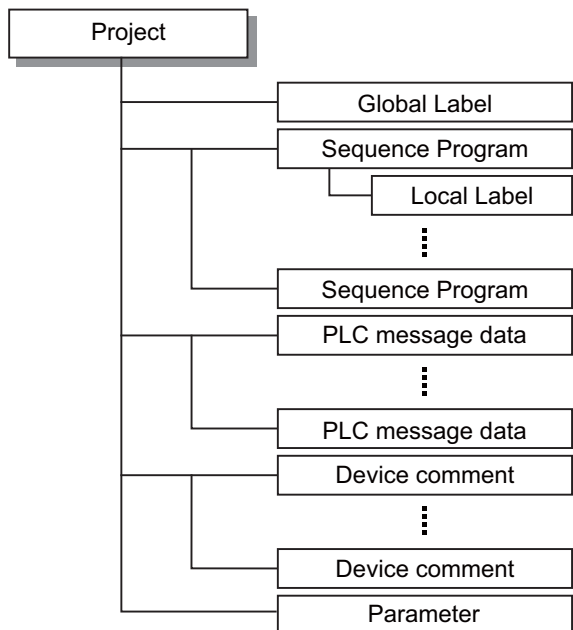 Project
Global Label
Sequence Program
Local Label
Sequence Program
PLC message data
PLC message data
Device comment
Device comment
Parameter